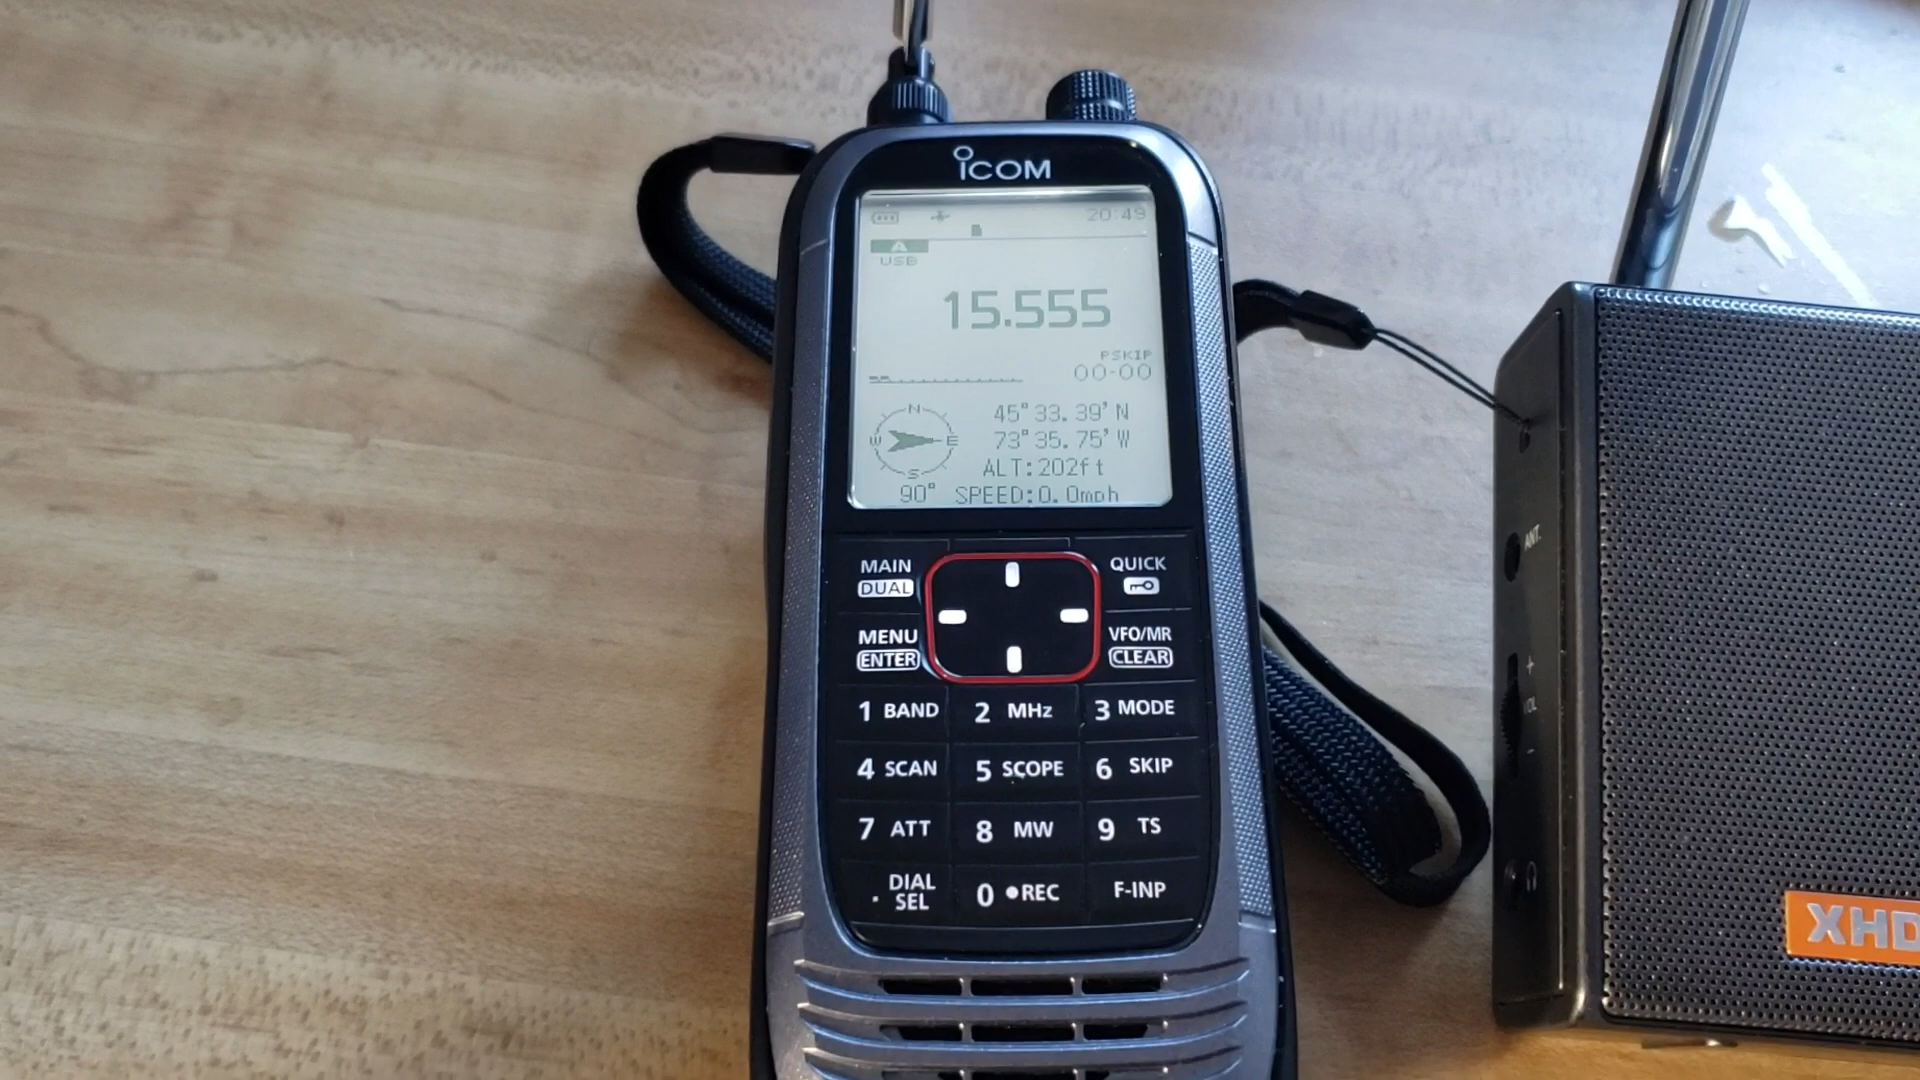 ICOM
20:49
A
USB
15.555
PSKIP
00-00
N
W E
S
90°
45°33.39'N
73°35.75'W
ALT:202ft
SPEED:0.0mph
MAIN
DUAL
QUICK
MENU
ENTER
VFO/MR
CLEAR
1 BAND 2 MHz 3 MODE
4 SCAN 5 SCOPE 6 SKIP
7 ATT 8 MW 9 TS
. DIAL SEL 0 ●REC F-INP
ANT.
+
VOL
-
XHD